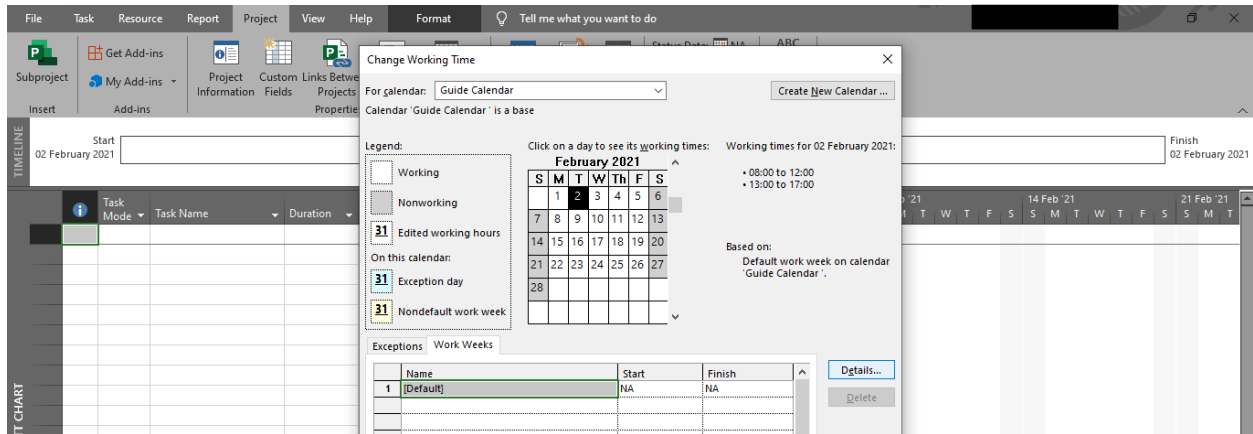 File Task Resource Report Project View Help Format Tell me what you want to do
Subproject
Insert
Get Add-ins
My Add-ins
Add-ins
Project Information
Custom Fields
Links Betwe
Projects
Propertie
Status Date: NA
ABC
Change Working Time
For calendar: Guide Calendar
Create New Calendar ...
Calendar 'Guide Calendar ' is a base
TIMELINE
Start
02 February 2021
Finish
02 February 2021
Legend:
Working
Nonworking
31 Edited working hours
On this calendar:
31 Exception day
31 Nondefault work week
Click on a day to see its working times:
February 2021
S M T W Th F S
1 2 3 4 5 6
7 8 9 10 11 12 13
14 15 16 17 18 19 20
21 22 23 24 25 26 27
28
Working times for 02 February 2021:
• 08:00 to 12:00
• 13:00 to 17:00
Based on:
Default work week on calendar
'Guide Calendar '.
Task
Mode Task Name Duration
'21 14 Feb '21 21 Feb '21
T W T F S S M T W T F S S M T
Exceptions Work Weeks
Name Start Finish
1 [Default] NA NA
Details...
Delete
T CHART